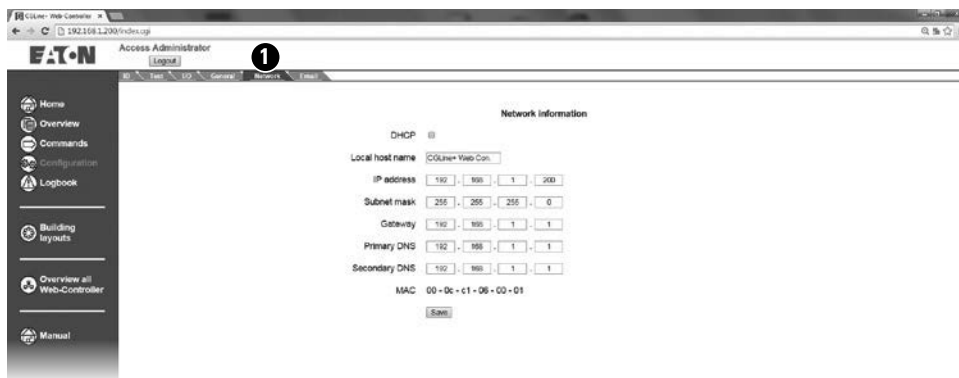 CGLine+ Web-Controller
192.168.1.200/index.cgi
EATON
Access Administrator
Logout
1
ID Test I/O General Network Email
Home
Overview
Commands
Configuration
Logbook
Building
layouts
Overview all
Web-Controller
Manual
Network information
DHCP
Local host name CGLine+ Web Con.
IP address 192 . 168 . 1 . 200
Subnet mask 255 . 255 . 255 . 0
Gateway 192 . 168 . 1 . 1
Primary DNS 192 . 168 . 1 . 1
Secondary DNS 192 . 168 . 1 . 1
MAC 00 - 0c - c1 - 06 - 00 - 01
Save